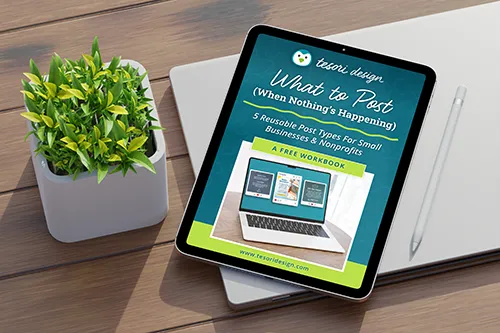 tesori design
What to Post
(When Nothing's Happening)
5 Reusable Post Types For Small
Businesses & Nonprofits
A FREE WORKBOOK
www.tesoridesign.com